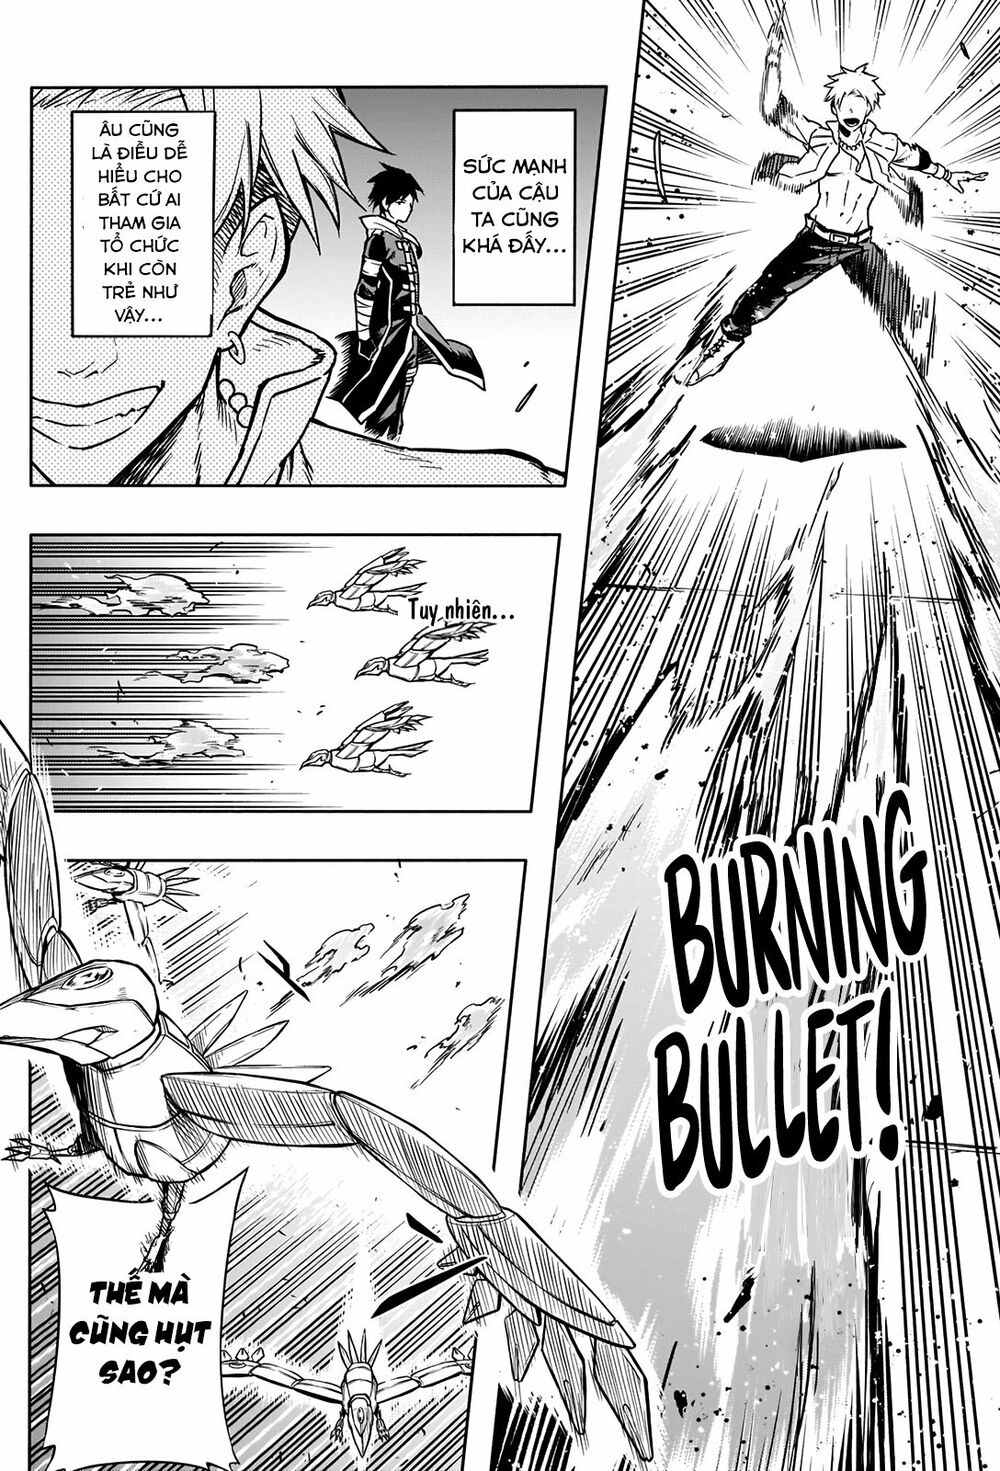 BURNING
BULLET!
SỨC MẠNH
CỦA CẬU
TA CŨNG
KHÁ ĐẤY...
ÂU CŨNG
LÀ ĐIỀU DỄ
HIỂU CHO
BẤT CỨ AI
THAM GIA
TỔ CHỨC
KHI CÒN
TRẺ NHƯ
VẬY...
Tuy nhiên...
THẾ MÀ
CŨNG HỤT
SAO?